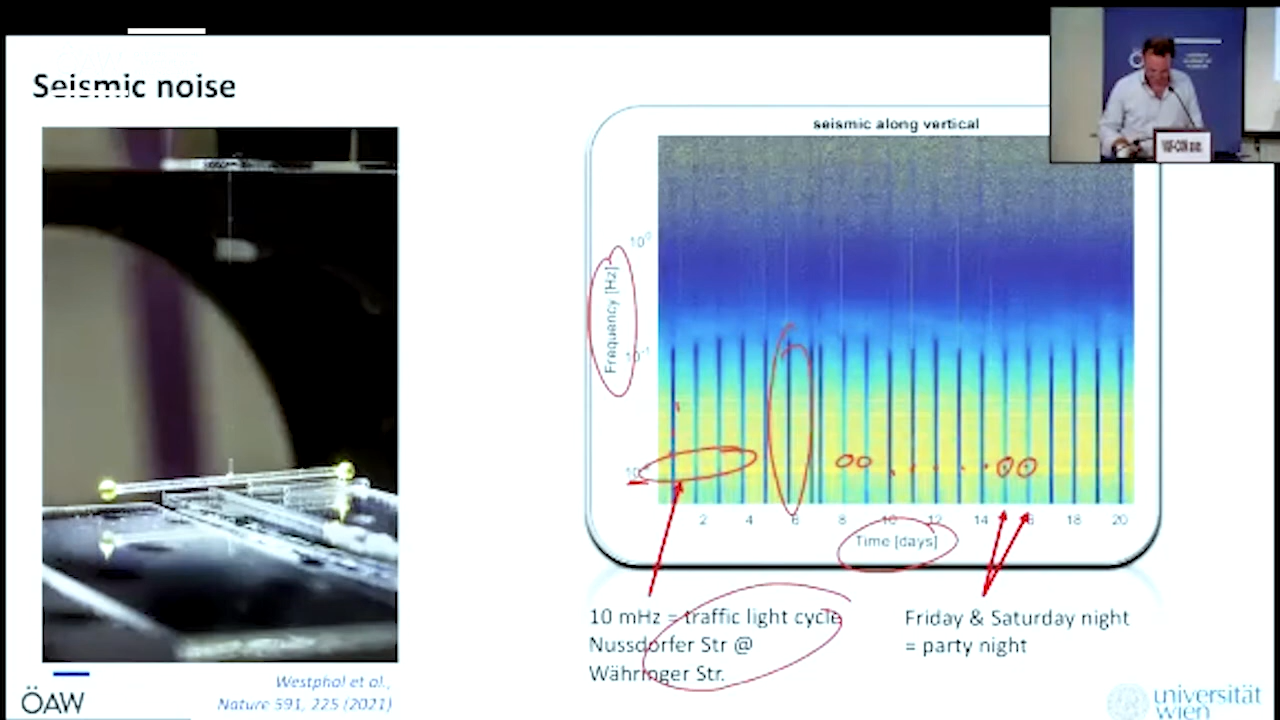 Seismic noise
seismic along vertical
10⁰
Frequency [Hz]
10⁻¹
2 4 6 8 10 12 14 16 18 20
Time [days]
10 mHz = traffic light cycle
Nussdorfer Str @
Währinger Str.
Friday & Saturday night
= party night
Westphal et al.,
Nature 591, 225 (2021)
ÖAW
universität
wien